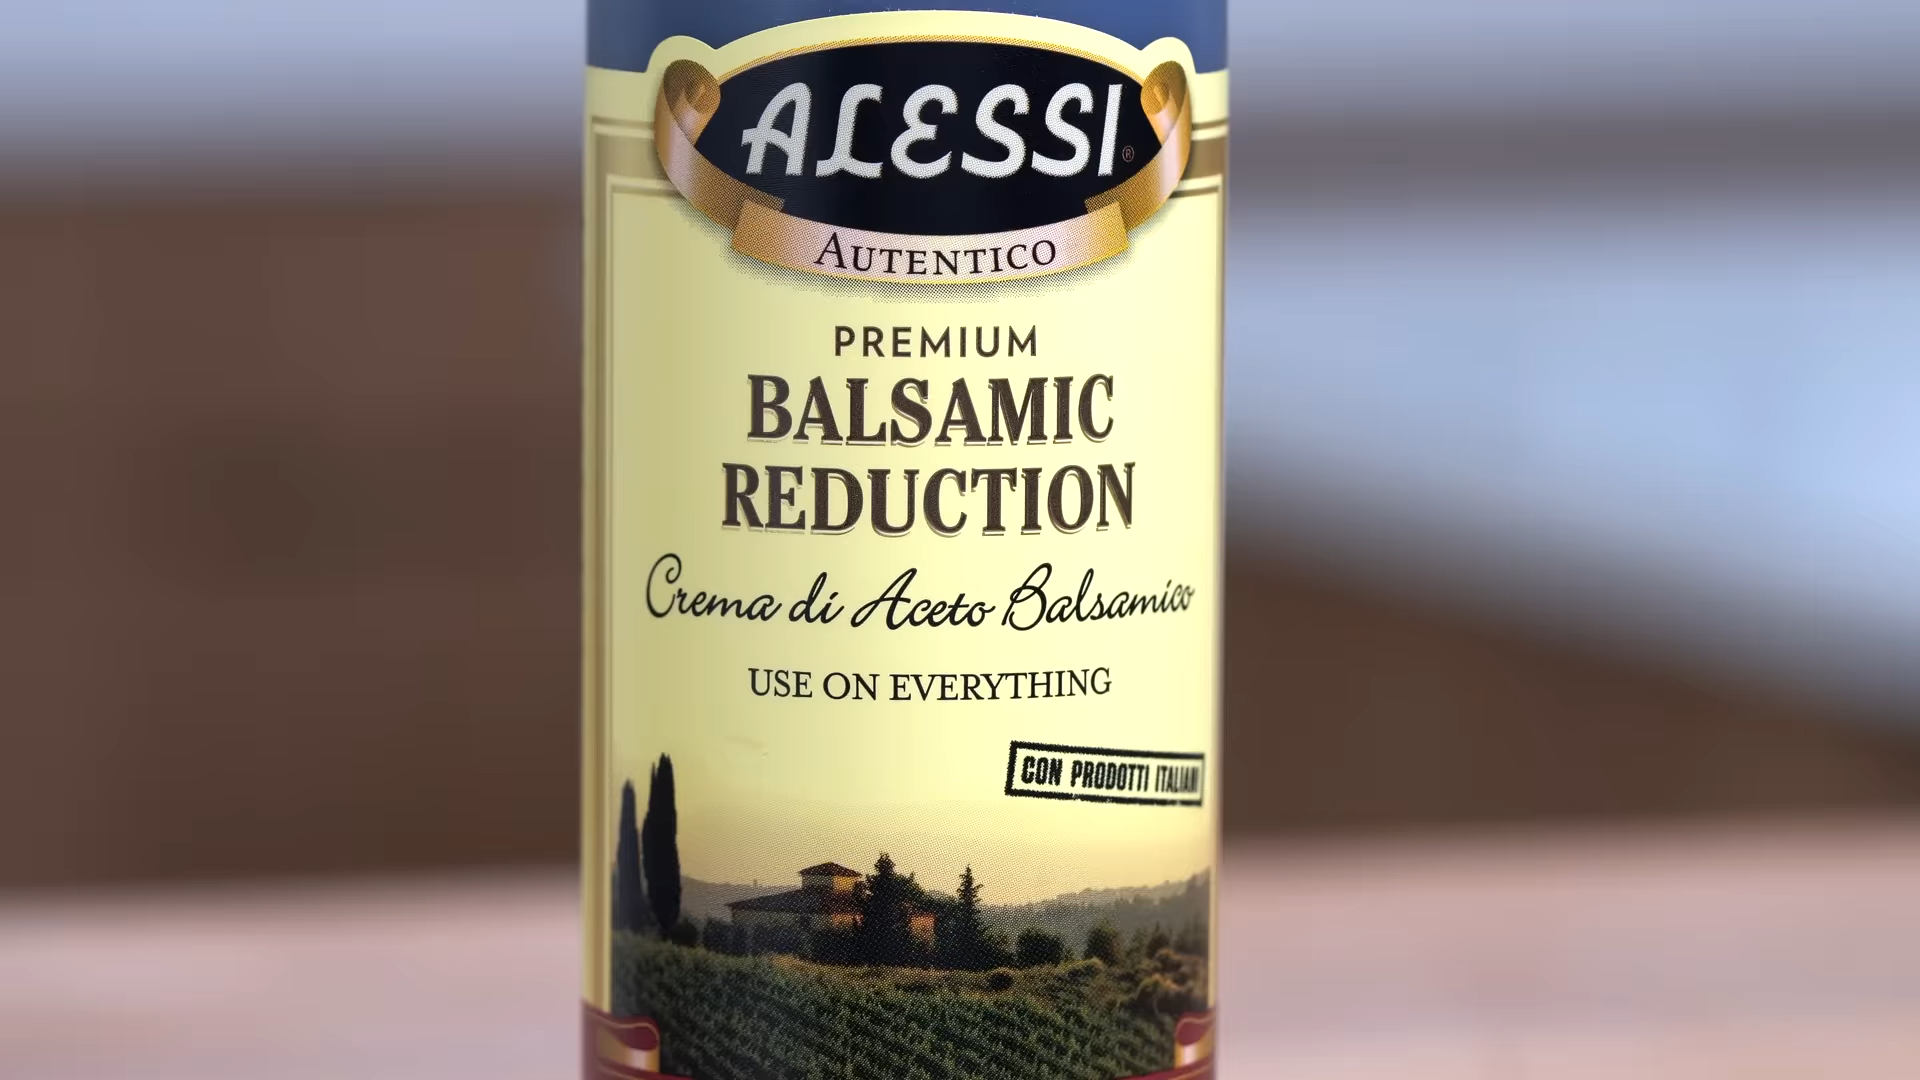 ALESSI®
AUTENTICO
PREMIUM
BALSAMIC
REDUCTION
Crema di Aceto Balsamico
USE ON EVERYTHING
CON PRODOTTI ITALIANI